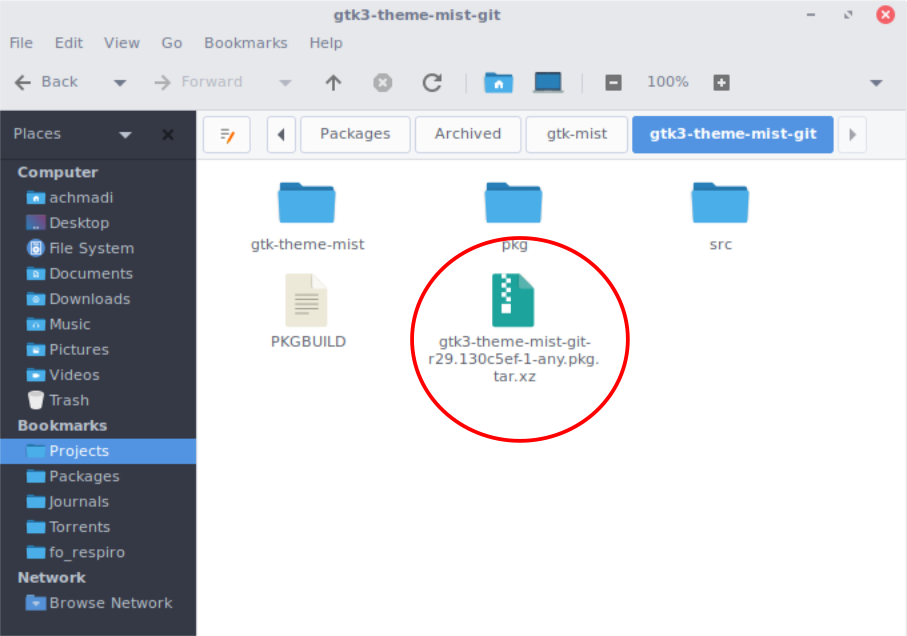 gtk3-theme-mist-git
File Edit View Go Bookmarks Help
Back Forward 100%
Places
Packages Archived gtk-mist gtk3-theme-mist-git
Computer
achmadi
Desktop
File System
Documents
Downloads
Music
Pictures
Videos
Trash
Bookmarks
Projects
Packages
Journals
Torrents
fo_respiro
Network
Browse Network
gtk-theme-mist
pkg
src
PKGBUILD
gtk3-theme-mist-git-
r29.130c5ef-1-any.pkg.
tar.xz